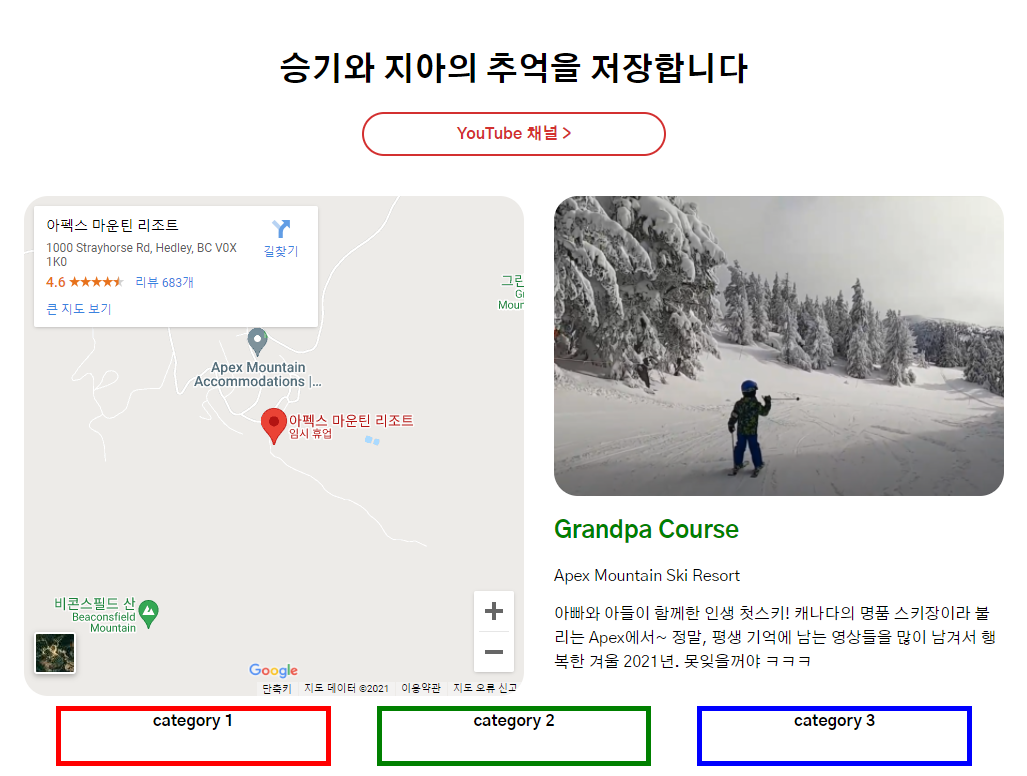 승기와 지아의 추억을 저장합니다
YouTube 채널 >
아펙스 마운틴 리조트
1000 Strayhorse Rd, Hedley, BC V0X
1K0
4.6 ★★★★★ 리뷰 683개
큰 지도 보기
길찾기
그린
Gr
Moun
Apex Mountain
Accommodations |...
아펙스 마운틴 리조트
임시 휴업
비콘스필드 산
Beaconsfield
Mountain
Google
단축키 지도 데이터 ©2021 이용약관 지도 오류 신고
Grandpa Course
Apex Mountain Ski Resort
아빠와 아들이 함께한 인생 첫스키! 캐나다의 명품 스키장이라 불
리는 Apex에서~ 정말, 평생 기억에 남는 영상들을 많이 남겨서 행
복한 겨울 2021년. 못잊을꺼야 ㅋㅋㅋ
category 1
category 2
category 3